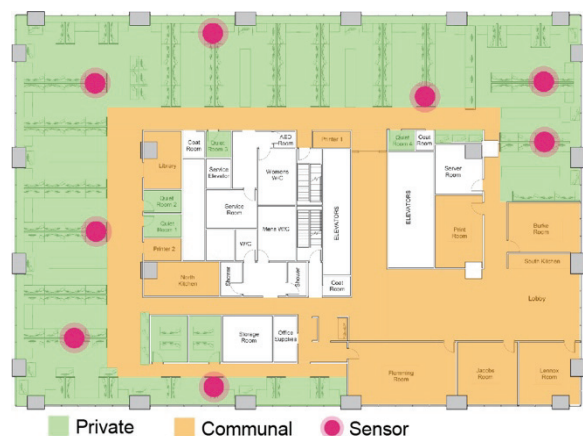 Library
Coat
Room
Quiet
Room 3
A&D
Room
Printer 1
Quiet
Room 4
Coat
Room
Service
Elevator
Womens
WC
Server
Room
Quiet
Room 2
Service
Room
ELEVATORS
ELEVATORS
Quiet
Room 1
Mens WC
Print
Room
Burke
Room
Printer 2
WC
South Kitchen
North
Kitchen
Shower
Shower
Coat
Room
Lobby
Storage
Room
Office
Supplies
Planning
Room
Jacobs
Room
Lennox
Room
Private
Communal
Sensor